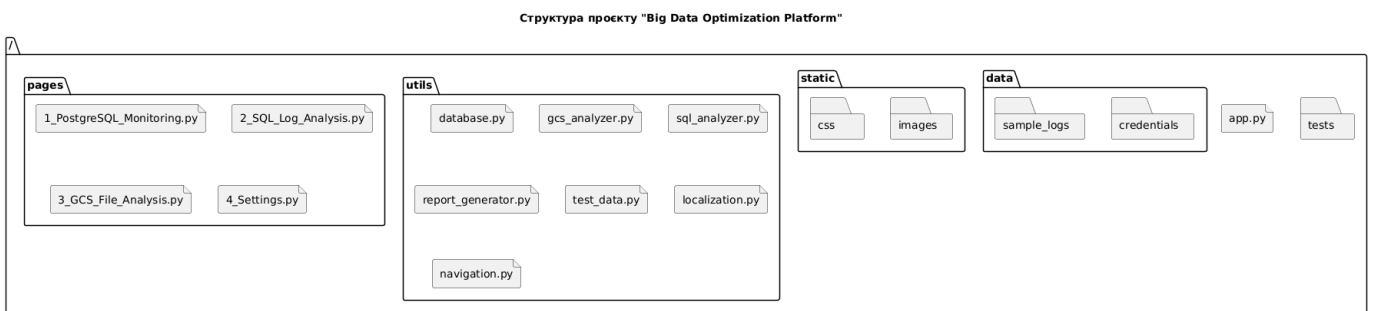 Структура проєкту "Big Data Optimization Platform"
/
pages
1_PostgreSQL_Monitoring.py
2_SQL_Log_Analysis.py
3_GCS_File_Analysis.py
4_Settings.py
utils
database.py
gcs_analyzer.py
sql_analyzer.py
report_generator.py
test_data.py
localization.py
navigation.py
static
css
images
data
sample_logs
credentials
app.py
tests